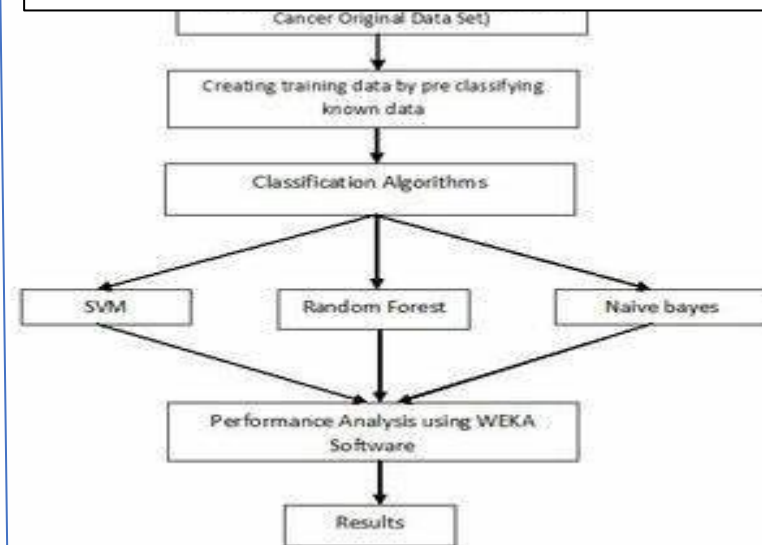 Cancer Original Data Set)
Creating training data by pre classifying
known data
Classification Algorithms
SVM
Random Forest
Naive bayes
Performance Analysis using WEKA
Software
Results